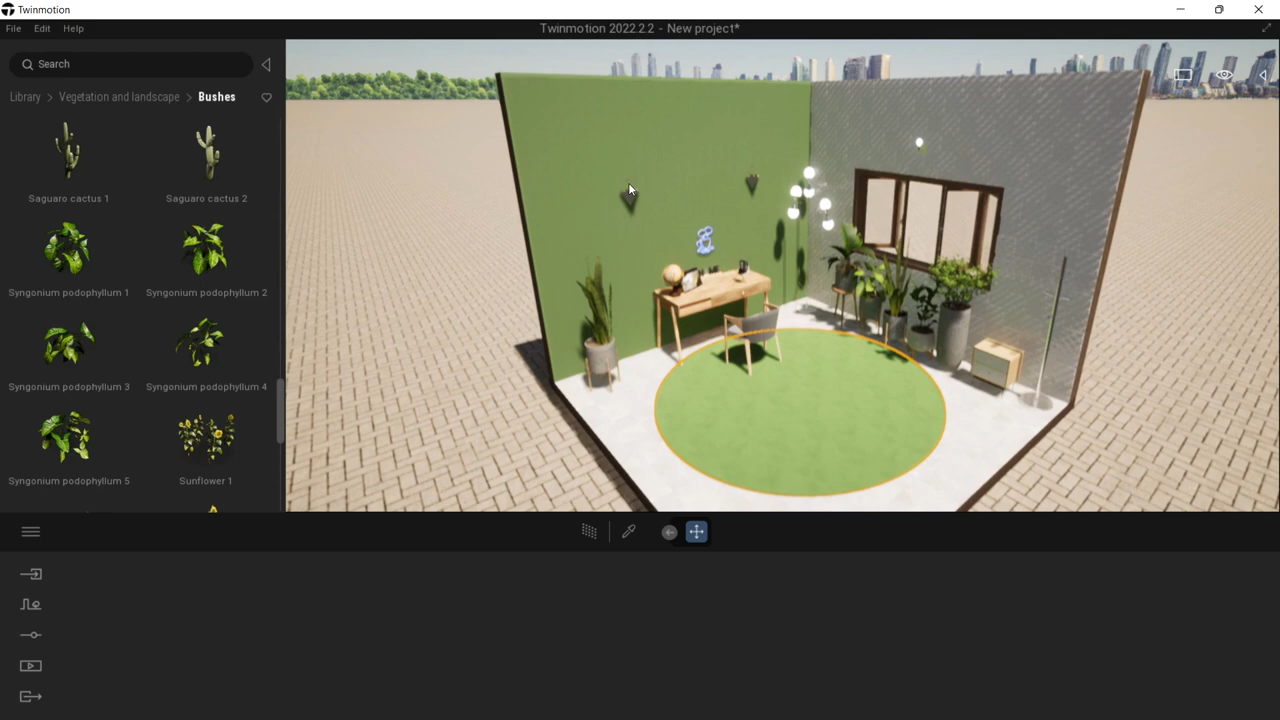 Twinmotion
File Edit Help
Twinmotion 2022.2.2 - New project*
Search
Library > Vegetation and landscape > Bushes
Saguaro cactus 1
Saguaro cactus 2
Syngonium podophyllum 1
Syngonium podophyllum 2
Syngonium podophyllum 3
Syngonium podophyllum 4
Syngonium podophyllum 5
Sunflower 1